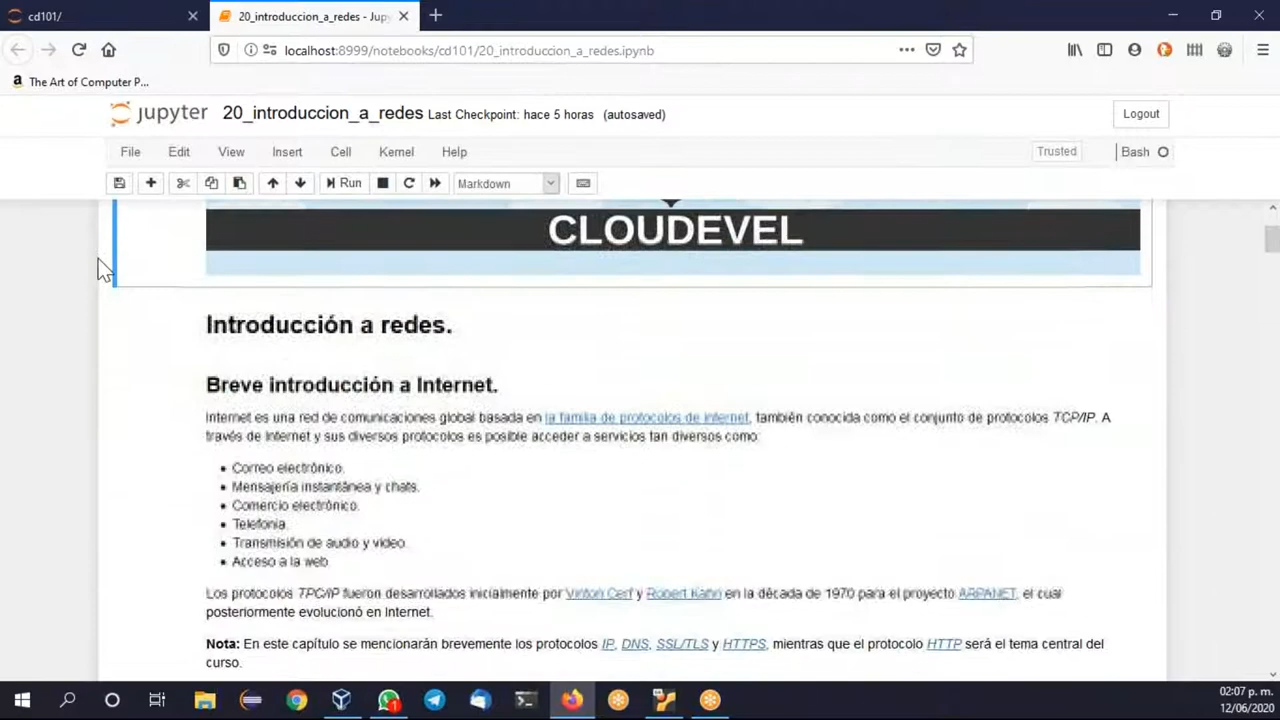 cd101/
20_introduccion_a_redes - Jup
localhost:8999/notebooks/cd101/20_introduccion_a_redes.ipynb
The Art of Computer P...
jupyter 20_introduccion_a_redes Last Checkpoint: hace 5 horas (autosaved)
Logout
File Edit View Insert Cell Kernel Help
Trusted
Bash
Run
Markdown
CLOUDEVEL
Introducción a redes.
Breve introducción a Internet.
Internet es una red de comunicaciones global basada en la familia de protocolos de internet, también conocida como el conjunto de protocolos TCP/IP. A
través de Internet y sus diversos protocolos es posible acceder a servicios tan diversos como:
• Correo electrónico.
• Mensajería instantánea y chats.
• Comercio electrónico.
• Telefonía.
• Transmisión de audio y video.
• Acceso a la web.
Los protocolos TPC/IP fueron desarrollados inicialmente por Vinton Cerf y Robert Kahn en la década de 1970 para el proyecto ARPANET, el cual
posteriormente evolucionó en Internet.
Nota: En este capítulo se mencionarán brevemente los protocolos IP, DNS, SSL/TLS y HTTPS, mientras que el protocolo HTTP será el tema central del
curso.
1
02:07 p. m.
12/06/2020